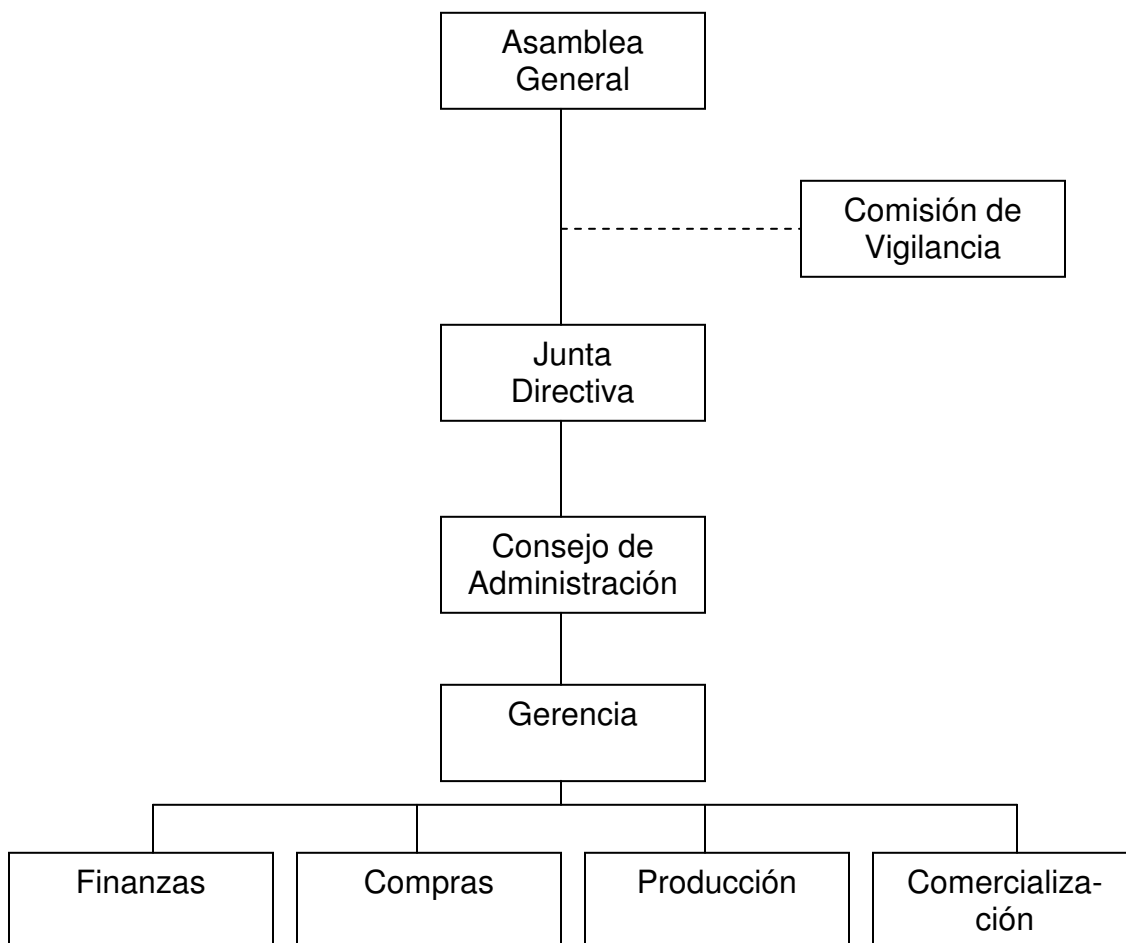 Asamblea
General
Comisión de
Vigilancia
Junta
Directiva
Consejo de
Administración
Gerencia
Finanzas
Compras
Producción
Comercializa-
ción